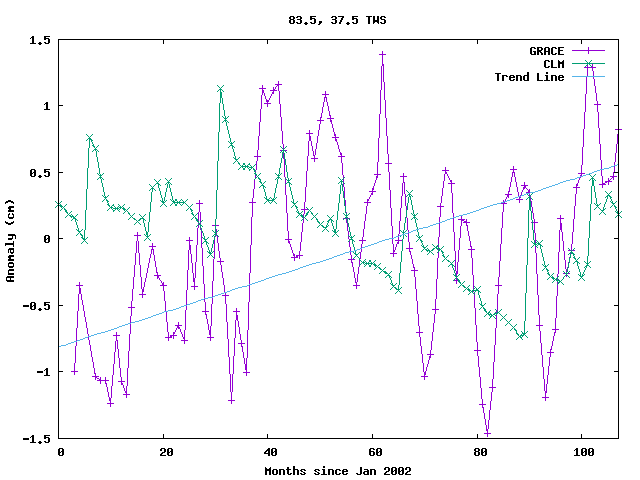 83.5, 37.5 TWS
GRACE
CLM
Trend Line
1.5
1
0.5
0
-0.5
-1
-1.5
Anomaly (cm)
0 20 40 60 80 100
Months since Jan 2002